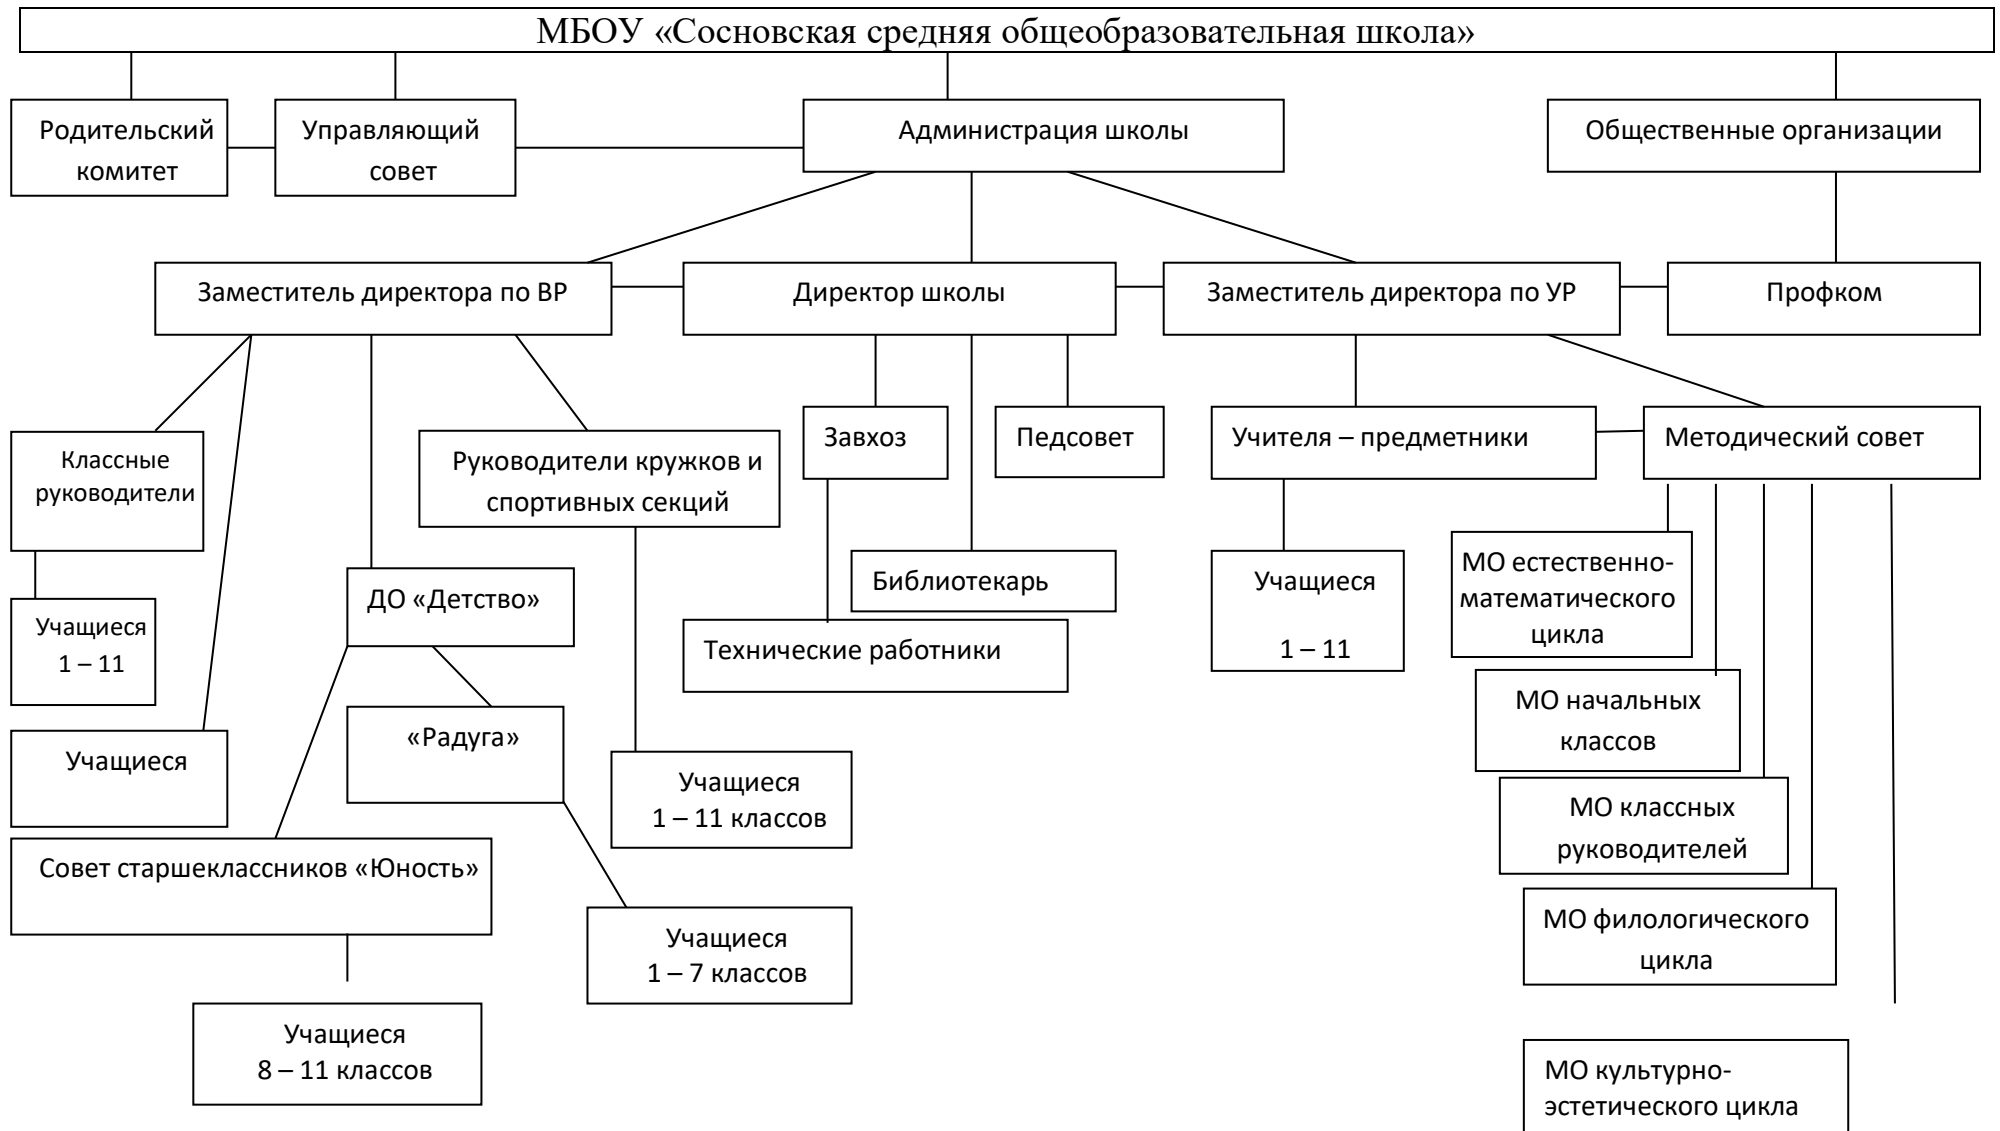 МБОУ «Сосновская средняя общеобразовательная школа»
Родительский
комитет
Управляющий
совет
Администрация школы
Общественные организации
Заместитель директора по ВР
Директор школы
Заместитель директора по УР
Профком
Классные
руководители
Руководители кружков и
спортивных секций
Завхоз
Педсовет
Учителя – предметники
Методический совет
Учащиеся
1 – 11
ДО «Детство»
Библиотекарь
Технические работники
Учащиеся
1 – 11
МО естественно-
математического
цикла
Учащиеся
«Радуга»
Учащиеся
1 – 11 классов
МО начальных
классов
МО классных
руководителей
Совет старшеклассников «Юность»
Учащиеся
1 – 7 классов
МО филологического
цикла
Учащиеся
8 – 11 классов
МО культурно-
эстетического цикла